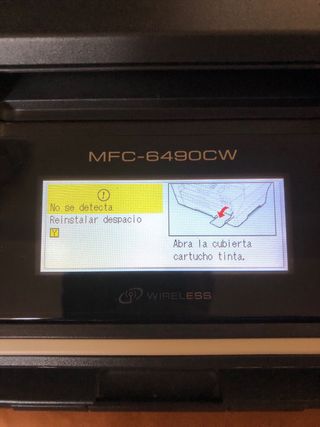 MFC-6490CW
No se detecta
Reinstalar despacio
Y
Abra la cubierta
cartucho tinta.
WIRELESS